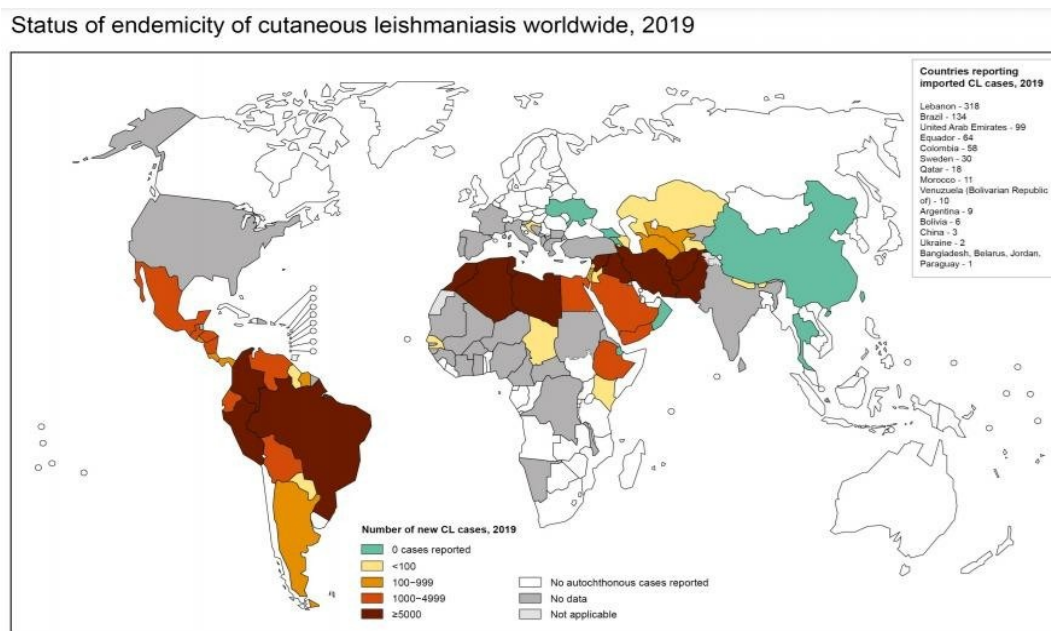 Status of endemicity of cutaneous leishmaniasis worldwide, 2019
Countries reporting
imported CL cases, 2019
Lebanon - 318
Brazil - 134
United Arab Emirates - 99
Equador - 64
Colombia - 58
Sweden - 30
Qatar - 18
Morocco - 11
Venuzuela (Bolivarian Republic
of) - 10
Argentina - 9
Bolivia - 6
China - 3
Ukraine - 2
Bangladesh, Belarus, Jordan,
Paraguay - 1
Number of new CL cases, 2019
0 cases reported
<100
100–999
1000–4999
≥5000
No autochthonous cases reported
No data
Not applicable